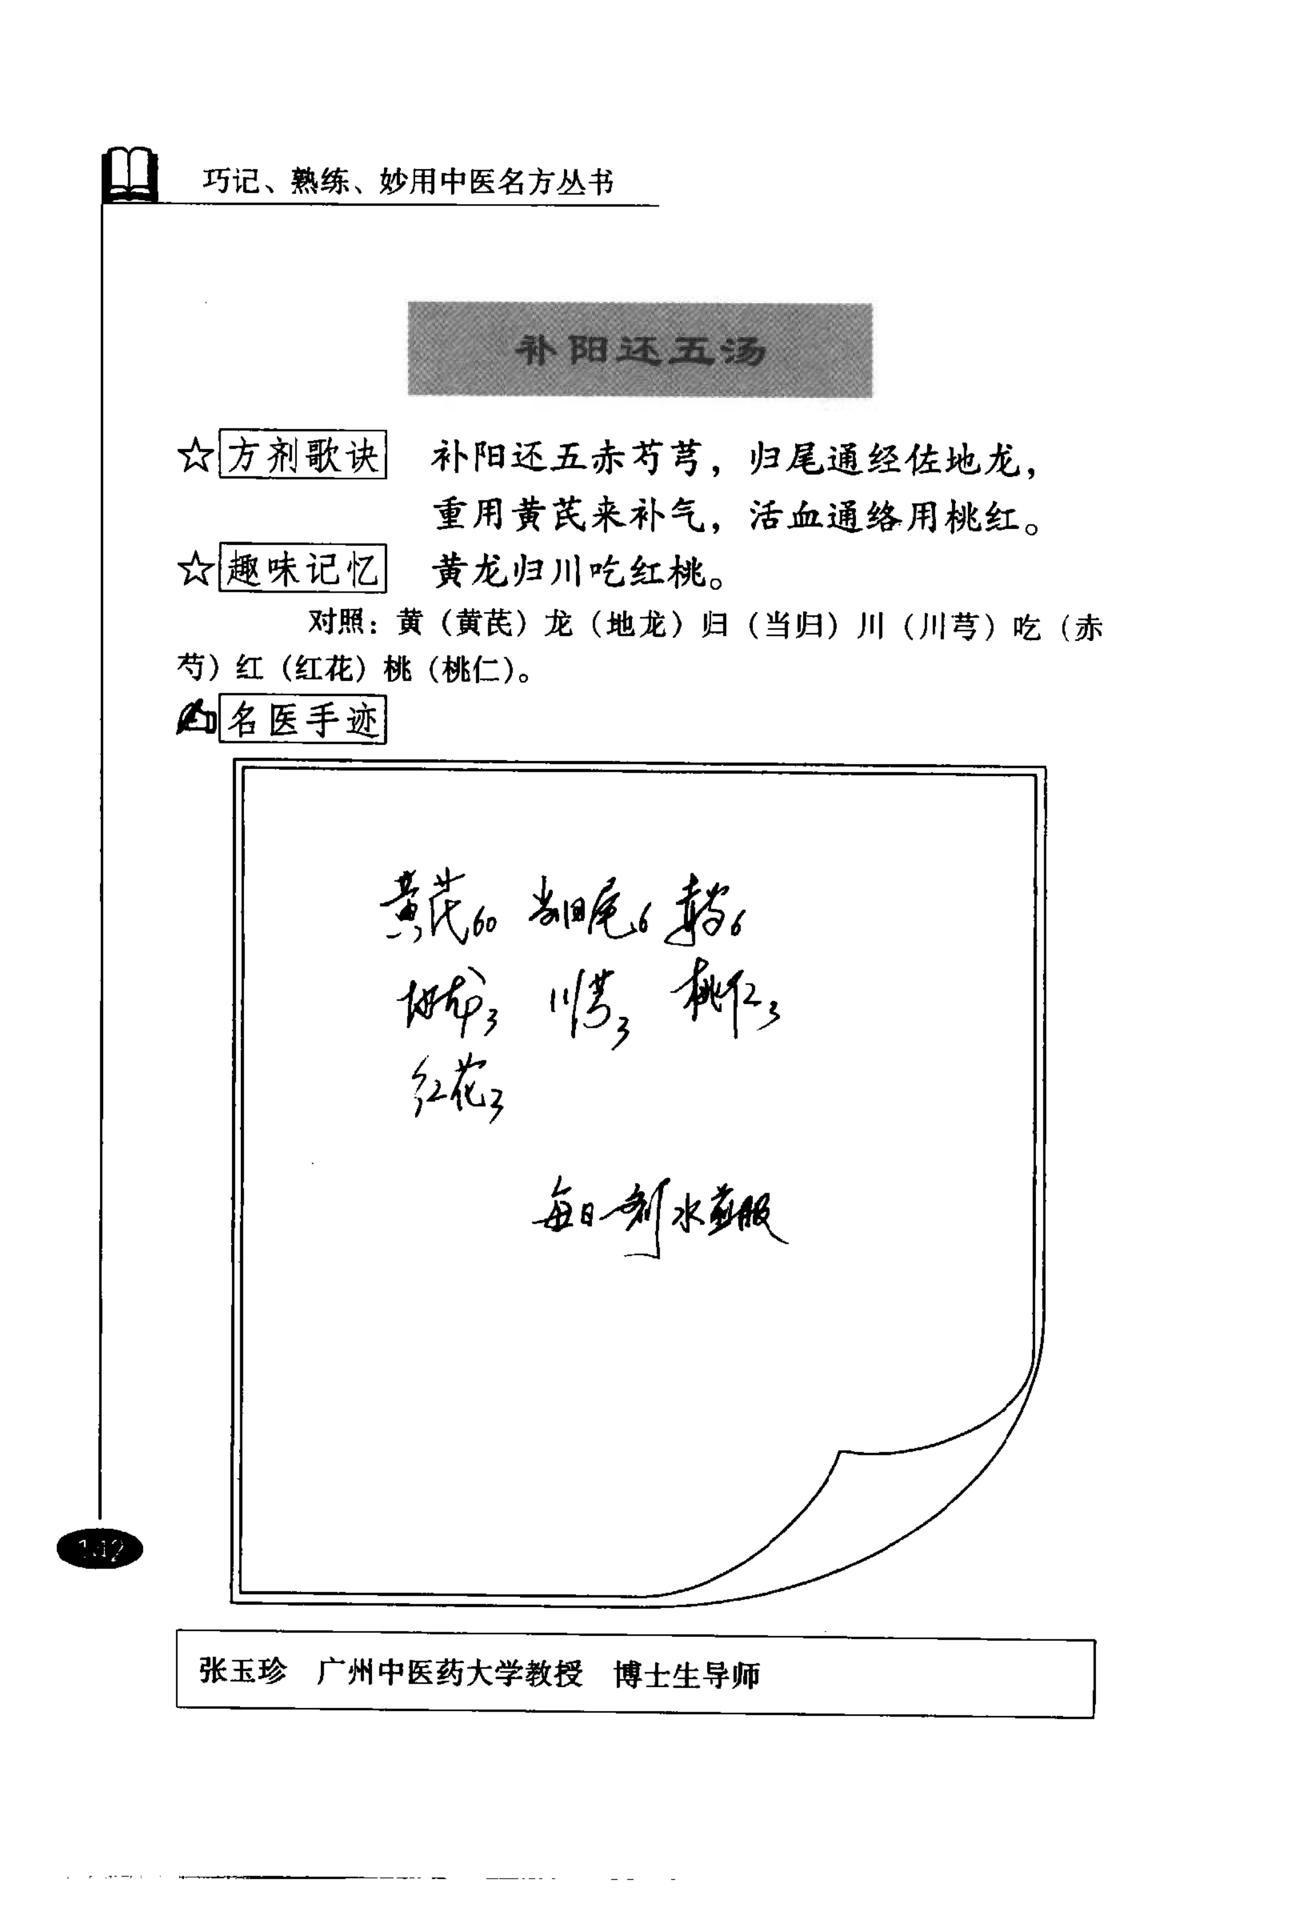 巧记、熟练、妙用中医名方丛书
补阳还五汤
☆方剂歌诀 补阳还五赤芍芎，归尾通经佐地龙，
重用黄芪来补气，活血通络用桃红。
☆趣味记忆 黄龙归川吃红桃。
对照：黄（黄芪）龙（地龙）归（当归）川（川芎）吃（赤
芍）红（红花）桃（桃仁）。
名医手迹
黄芪60 当归尾6 赤芍6
地龙3 川芎3 桃仁3
红花3
每日一剂 水煎服
142
张玉珍 广州中医药大学教授 博士生导师